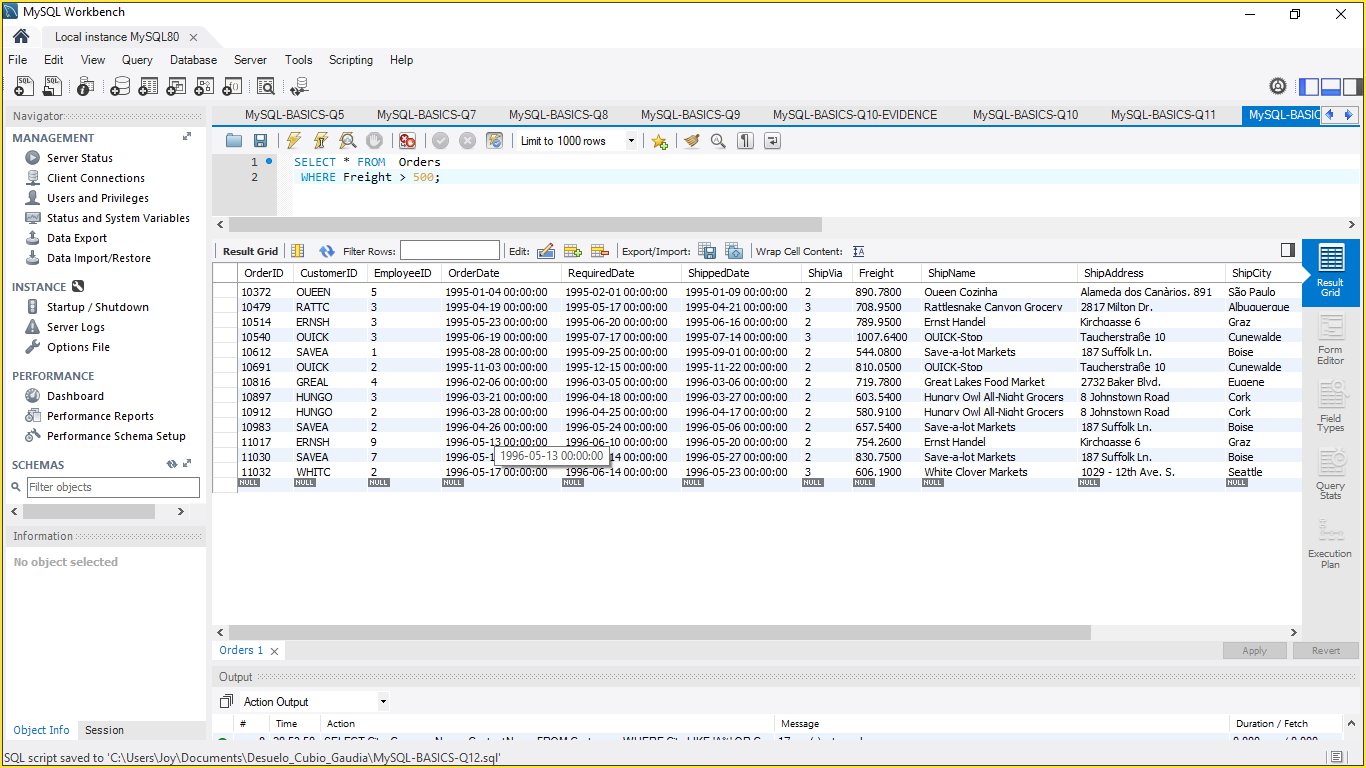 MySQL Workbench
Local instance MySQL80
File Edit View Query Database Server Tools Scripting Help
Navigator
MANAGEMENT
Server Status
Client Connections
Users and Privileges
Status and System Variables
Data Export
Data Import/Restore
INSTANCE
Startup / Shutdown
Server Logs
Options File
PERFORMANCE
Dashboard
Performance Reports
Performance Schema Setup
SCHEMAS
Filter objects
Information
No object selected
Object Info Session
MySQL-BASICS-Q5 MySQL-BASICS-Q7 MySQL-BASICS-Q8 MySQL-BASICS-Q9 MySQL-BASICS-Q10-EVIDENCE MySQL-BASICS-Q10 MySQL-BASICS-Q11 MySQL-BASIC
Limit to 1000 rows
1 SELECT * FROM Orders
2 WHERE Freight > 500;
Result Grid Filter Rows: Edit: Export/Import: Wrap Cell Content:
OrderID CustomerID EmployeeID OrderDate RequiredDate ShippedDate ShipVia Freight ShipName ShipAddress ShipCity
10372 QUEEN 5 1995-01-04 00:00:00 1995-02-01 00:00:00 1995-01-09 00:00:00 2 890.7800 Queen Cozinha Alameda dos Canàrios, 891 São Paulo
10479 RATTC 3 1995-04-19 00:00:00 1995-05-17 00:00:00 1995-04-21 00:00:00 3 708.9500 Rattlesnake Canyon Grocery 2817 Milton Dr. Albuquerque
10514 ERNSH 3 1995-05-23 00:00:00 1995-06-20 00:00:00 1995-06-16 00:00:00 2 789.9500 Ernst Handel Kirchgasse 6 Graz
10540 QUICK 3 1995-06-19 00:00:00 1995-07-17 00:00:00 1995-07-14 00:00:00 3 1007.6400 QUICK-Stop Taucherstraße 10 Cunewalde
10612 SAVEA 1 1995-08-28 00:00:00 1995-09-25 00:00:00 1995-09-01 00:00:00 2 544.0800 Save-a-lot Markets 187 Suffolk Ln. Boise
10691 QUICK 2 1995-11-03 00:00:00 1995-12-15 00:00:00 1995-11-22 00:00:00 2 810.0500 QUICK-Stop Taucherstraße 10 Cunewalde
10816 GREAL 4 1996-02-06 00:00:00 1996-03-05 00:00:00 1996-03-06 00:00:00 2 719.7800 Great Lakes Food Market 2732 Baker Blvd. Eugene
10897 HUNGO 3 1996-03-21 00:00:00 1996-04-18 00:00:00 1996-03-27 00:00:00 2 603.5400 Hungry Owl All-Night Grocers 8 Johnstown Road Cork
10912 HUNGO 2 1996-03-28 00:00:00 1996-04-25 00:00:00 1996-04-17 00:00:00 2 580.9100 Hungry Owl All-Night Grocers 8 Johnstown Road Cork
10983 SAVEA 2 1996-04-26 00:00:00 1996-05-24 00:00:00 1996-05-06 00:00:00 2 657.5400 Save-a-lot Markets 187 Suffolk Ln. Boise
11017 ERNSH 9 1996-05-13 00:00:00 1996-06-10 00:00:00 1996-05-20 00:00:00 2 754.2600 Ernst Handel Kirchgasse 6 Graz
11030 SAVEA 7 1996-05-1 14 00:00:00 1996-05-27 00:00:00 2 830.7500 Save-a-lot Markets 187 Suffolk Ln. Boise
1996-05-13 00:00:00
11032 WHITC 2 1996-05-17 00:00:00 1996-06-14 00:00:00 1996-05-23 00:00:00 3 606.1900 White Clover Markets 1029 - 12th Ave. S. Seattle
NULL NULL NULL NULL NULL NULL NULL NULL NULL NULL NULL
Result
Grid
Form
Editor
Field
Types
Query
Stats
Execution
Plan
Orders 1 Apply Revert
Output
Action Output
# Time Action Message Duration / Fetch
SQL script saved to 'C:\Users\Joy\Documents\Desuelo_Cubio_Gaudia\MySQL-BASICS-Q12.sql'